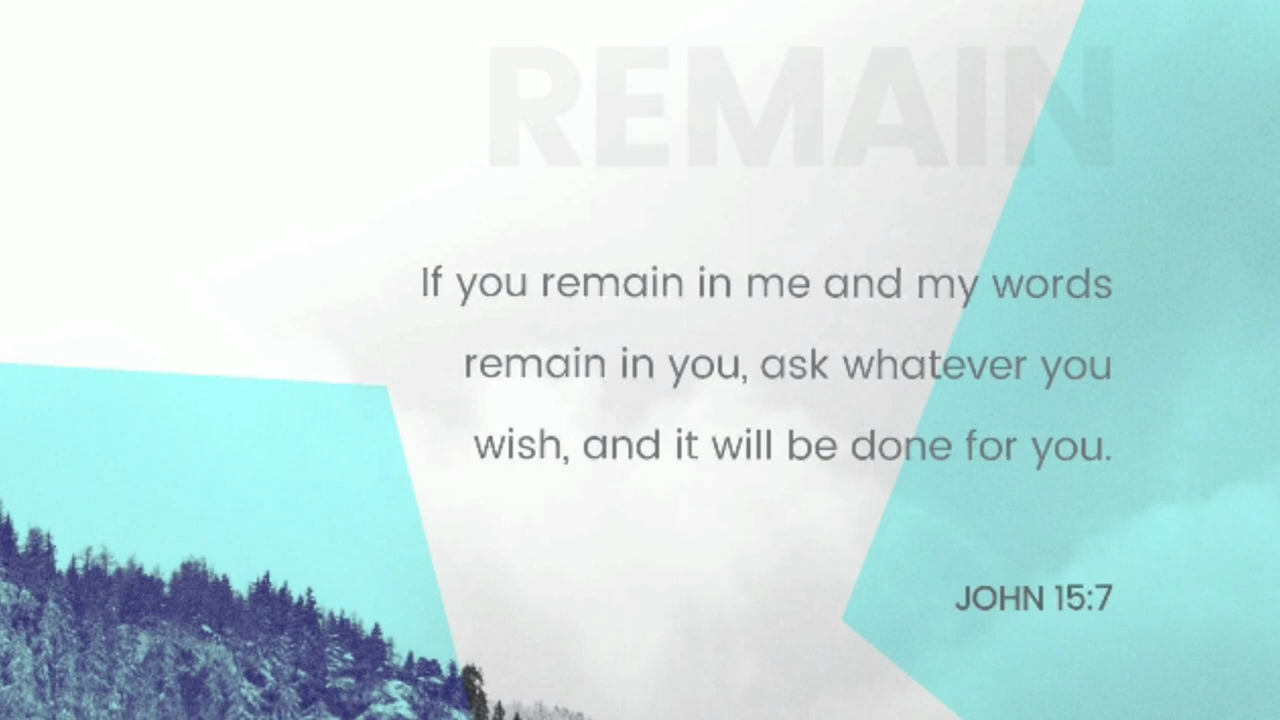 REMAIN
If you remain in me and my words
remain in you, ask whatever you
wish, and it will be done for you.
JOHN 15:7